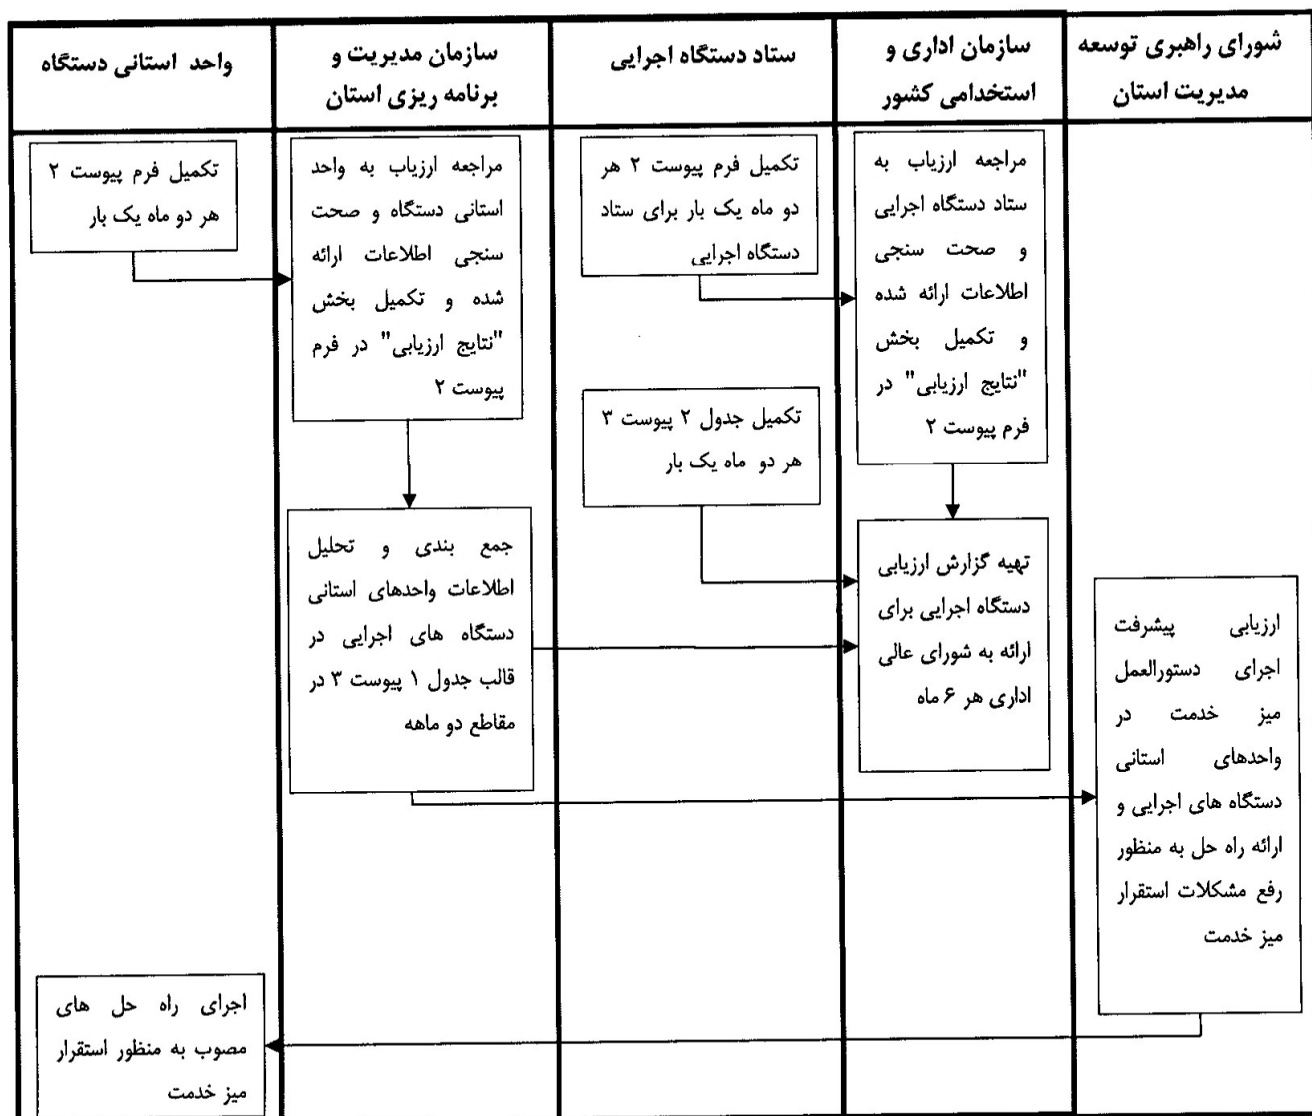 شورای راهبری توسعه
مدیریت استان
سازمان اداری و
استخدامی کشور
ستاد دستگاه اجرایی
سازمان مدیریت و
برنامه ریزی استان
واحد استانی دستگاه
مراجعه ارزیاب به
ستاد دستگاه اجرایی
و صحت سنجی
اطلاعات ارائه شده
و تکمیل بخش
"نتایج ارزیابی" در
فرم پیوست ۲
تکمیل فرم پیوست ۲ هر
دو ماه یک بار برای ستاد
دستگاه اجرایی
مراجعه ارزیاب به واحد
استانی دستگاه و صحت
سنجی اطلاعات ارائه
شده و تکمیل بخش
"نتایج ارزیابی" در فرم
پیوست ۲
تکمیل فرم پیوست ۲
هر دو ماه یک بار
تکمیل جدول ۲ پیوست ۳
هر دو ماه یک بار
تهیه گزارش ارزیابی
دستگاه اجرایی برای
ارائه به شورای عالی
اداری هر ۶ ماه
جمع بندی و تحلیل
اطلاعات واحدهای استانی
دستگاه های اجرایی در
قالب جدول ۱ پیوست ۳ در
مقاطع دو ماهه
ارزیابی پیشرفت
اجرای دستورالعمل
میز خدمت در
واحدهای استانی
دستگاه های اجرایی و
ارائه راه حل به منظور
رفع مشکلات استقرار
میز خدمت
اجرای راه حل های
مصوب به منظور استقرار
میز خدمت